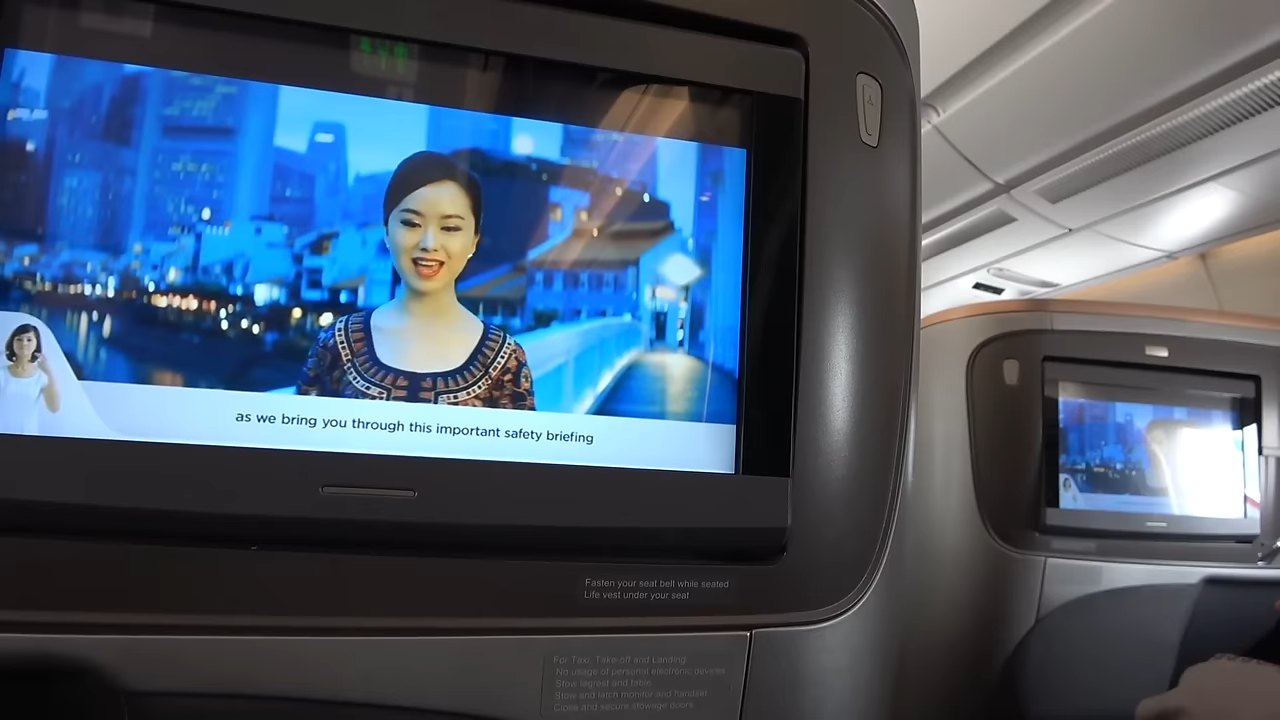 as we bring you through this important safety briefing
Fasten your seat belt while seated
Life vest under your seat
For Taxi, Take-off and Landing
No usage of personal electronic devices
Stow legrest and table
Stow and latch monitor and handset
Close and secure stowage doors